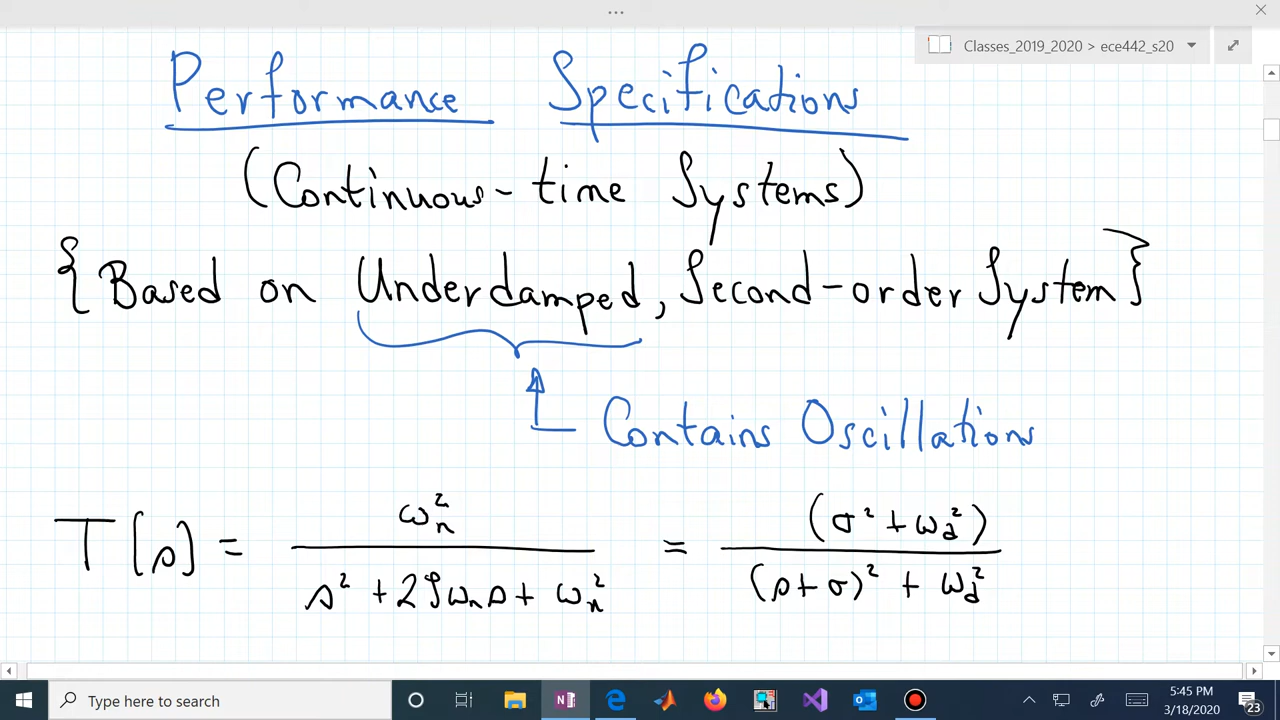 Classes_2019_2020 > ece442_s20
Performance Specifications
(Continuous-time Systems)
{Based on Underdamped, Second-order System}
Contains Oscillations
T[s] = ωn² / (s² + 2ζωns + ωn²) = (σ² + ωd²) / ((s+σ)² + ωd²)
Type here to search
5:45 PM
3/18/2020
23